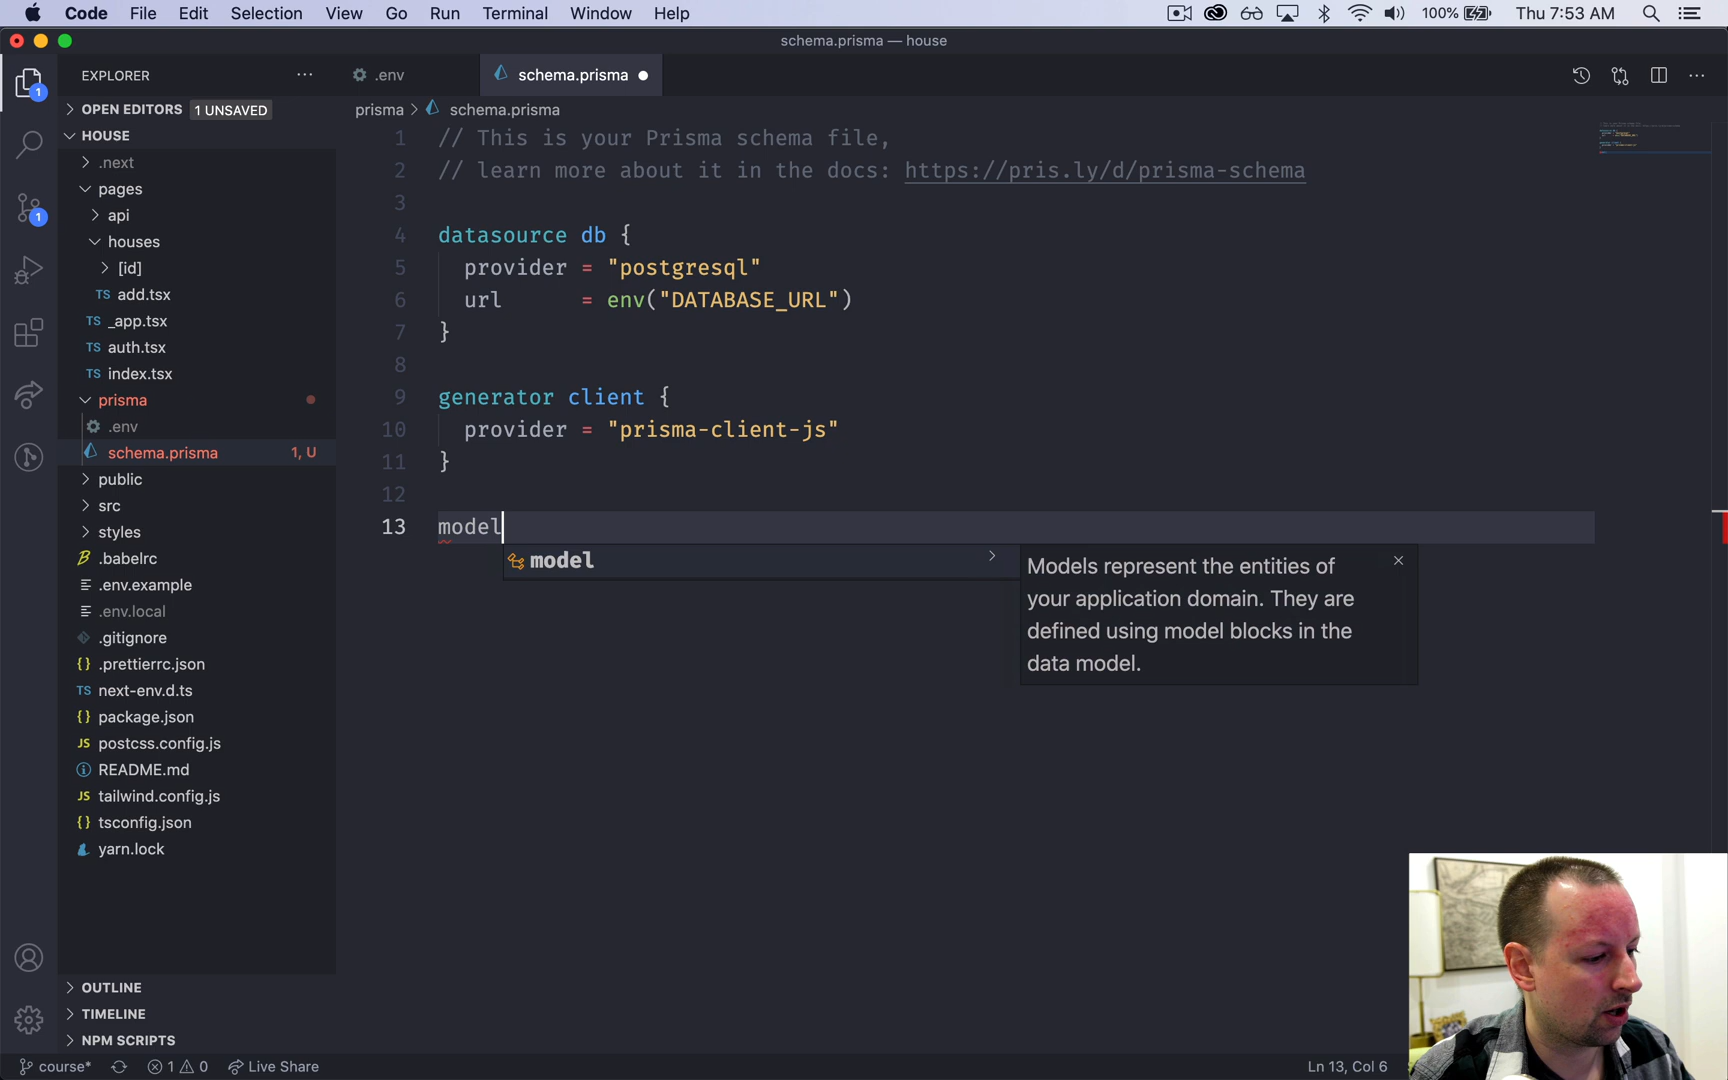 Code File Edit Selection View Go Run Terminal Window Help 100% Thu 7:53 AM
schema.prisma — house
EXPLORER ··· .env schema.prisma ●
OPEN EDITORS 1 UNSAVED
prisma > schema.prisma
HOUSE
.next
pages
api
houses
[id]
TS add.tsx
TS _app.tsx
TS auth.tsx
TS index.tsx
prisma
.env
schema.prisma 1, U
public
src
styles
.babelrc
.env.example
.env.local
.gitignore
{} .prettierrc.json
TS next-env.d.ts
{} package.json
JS postcss.config.js
README.md
JS tailwind.config.js
{} tsconfig.json
yarn.lock
OUTLINE
TIMELINE
NPM SCRIPTS
1 // This is your Prisma schema file,
2 // learn more about it in the docs: https://pris.ly/d/prisma-schema
3
4 datasource db {
5 provider = "postgresql"
6 url = env("DATABASE_URL")
7 }
8
9 generator client {
10 provider = "prisma-client-js"
11 }
12
13 model
model
Models represent the entities of
your application domain. They are
defined using model blocks in the
data model.
1
1
course* 1 0 Live Share Ln 13, Col 6